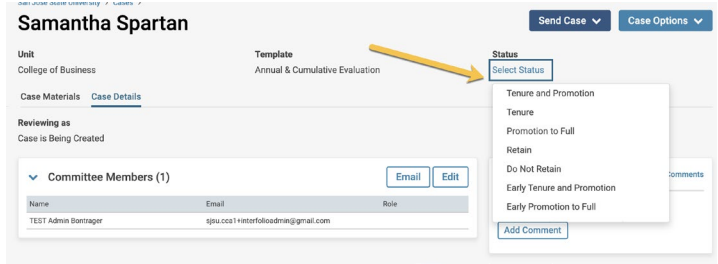 San José State University > Cases >
Samantha Spartan
Send Case
Case Options
Unit
Template
Status
College of Business
Annual & Cumulative Evaluation
Select Status
Case Materials
Case Details
Tenure and Promotion
Tenure
Promotion to Full
Retain
Do Not Retain
Early Tenure and Promotion
Early Promotion to Full
Reviewing as
Case is Being Created
Committee Members (1)
Email
Edit
Comments
Name
Email
Role
TEST Admin Bontrager
sjsu.cca1+interfolioadmin@gmail.com
Add Comment